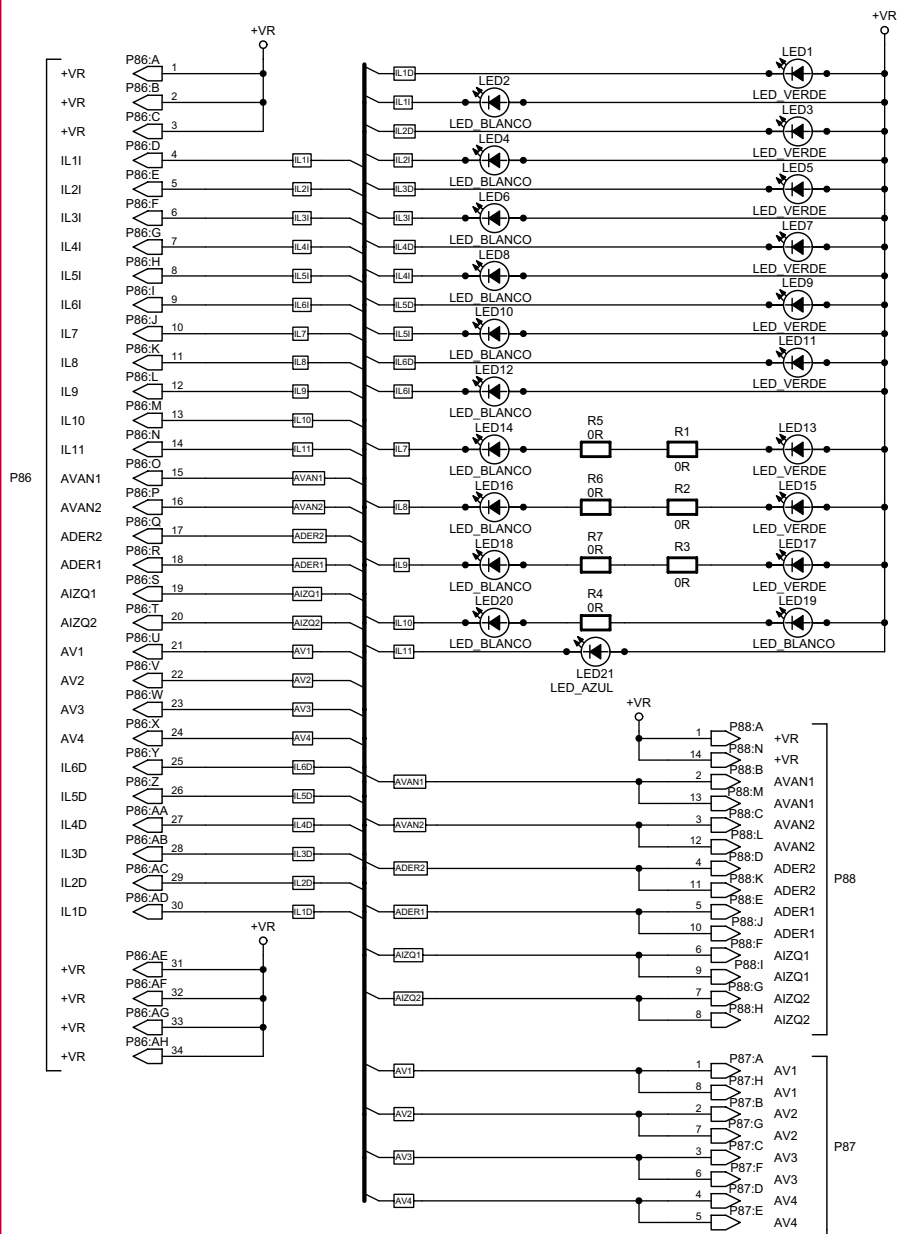 +VR
+VR
P86
+VR P86:A 1
+VR P86:B 2
+VR P86:C 3
IL1I P86:D 4 IL1I
IL2I P86:E 5 IL2I
IL3I P86:F 6 IL3I
IL4I P86:G 7 IL4I
IL5I P86:H 8 IL5I
IL6I P86:I 9 IL6I
IL7 P86:J 10 IL7
IL8 P86:K 11 IL8
IL9 P86:L 12 IL9
IL10 P86:M 13 IL10
IL11 P86:N 14 IL11
AVAN1 P86:O 15 AVAN1
AVAN2 P86:P 16 AVAN2
ADER2 P86:Q 17 ADER2
ADER1 P86:R 18 ADER1
AIZQ1 P86:S 19 AIZQ1
AIZQ2 P86:T 20 AIZQ2
AV1 P86:U 21 AV1
AV2 P86:V 22 AV2
AV3 P86:W 23 AV3
AV4 P86:X 24 AV4
IL6D P86:Y 25 IL6D
IL5D P86:Z 26 IL5D
IL4D P86:AA 27 IL4D
IL3D P86:AB 28 IL3D
IL2D P86:AC 29 IL2D
IL1D P86:AD 30 IL1D
+VR
+VR P86:AE 31
+VR P86:AF 32
+VR P86:AG 33
+VR P86:AH 34
IL1D LED1 LED_VERDE
IL1I LED2 LED_BLANCO
IL2D LED3 LED_VERDE
IL2I LED4 LED_BLANCO
IL3D LED5 LED_VERDE
IL3I LED6 LED_BLANCO
IL4D LED7 LED_VERDE
IL4I LED8 LED_BLANCO
IL5D LED9 LED_VERDE
IL5I LED10 LED_BLANCO
IL6D LED11 LED_VERDE
IL6I LED12 LED_BLANCO
IL7 LED14 LED_BLANCO R5 0R R1 0R LED13 LED_VERDE
IL8 LED16 LED_BLANCO R6 0R R2 0R LED15 LED_VERDE
IL9 LED18 LED_BLANCO R7 0R R3 0R LED17 LED_VERDE
IL10 LED20 LED_BLANCO R4 0R LED19 LED_BLANCO
IL11 LED21 LED_AZUL
+VR
1 P88:A +VR
14 P88:N +VR
AVAN1 2 P88:B AVAN1
13 P88:M AVAN1
AVAN2 3 P88:C AVAN2
12 P88:L AVAN2
ADER2 4 P88:D ADER2
11 P88:K ADER2
ADER1 5 P88:E ADER1
10 P88:J ADER1
AIZQ1 6 P88:F AIZQ1
9 P88:I AIZQ1
AIZQ2 7 P88:G AIZQ2
8 P88:H AIZQ2
P88
AV1 1 P87:A AV1
8 P87:H AV1
AV2 2 P87:B AV2
7 P87:G AV2
AV3 3 P87:C AV3
6 P87:F AV3
AV4 4 P87:D AV4
5 P87:E AV4
P87